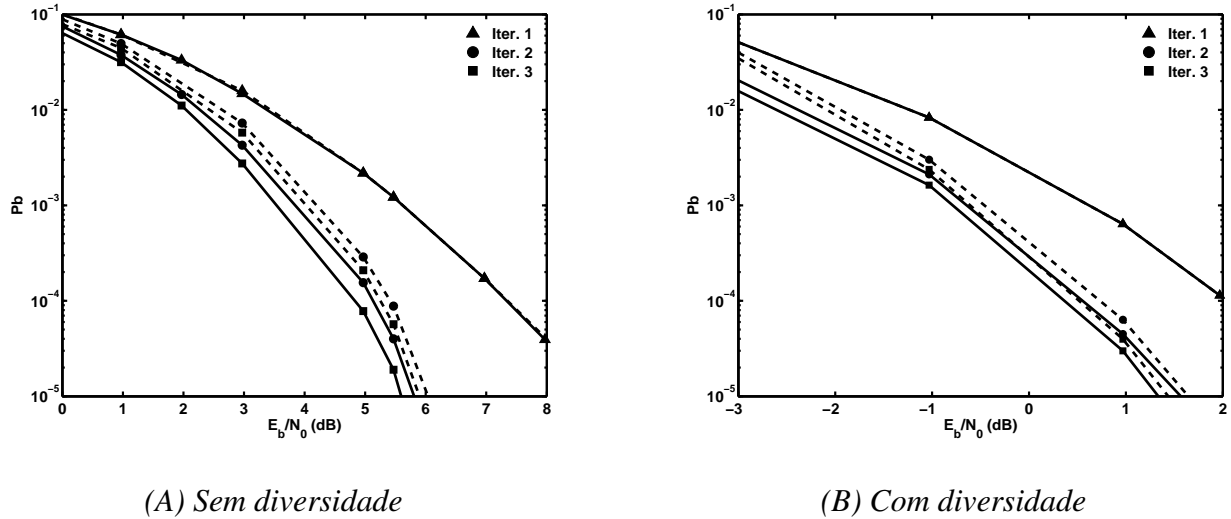 10⁻¹
10⁻²
10⁻³
10⁻⁴
10⁻⁵
Pb
0 1 2 3 4 5 6 7 8
E_b/N_0 (dB)
Iter. 1
Iter. 2
Iter. 3
(A) Sem diversidade
10⁻¹
10⁻²
10⁻³
10⁻⁴
10⁻⁵
Pb
−3 −2 −1 0 1 2
E_b/N_0 (dB)
Iter. 1
Iter. 2
Iter. 3
(B) Com diversidade